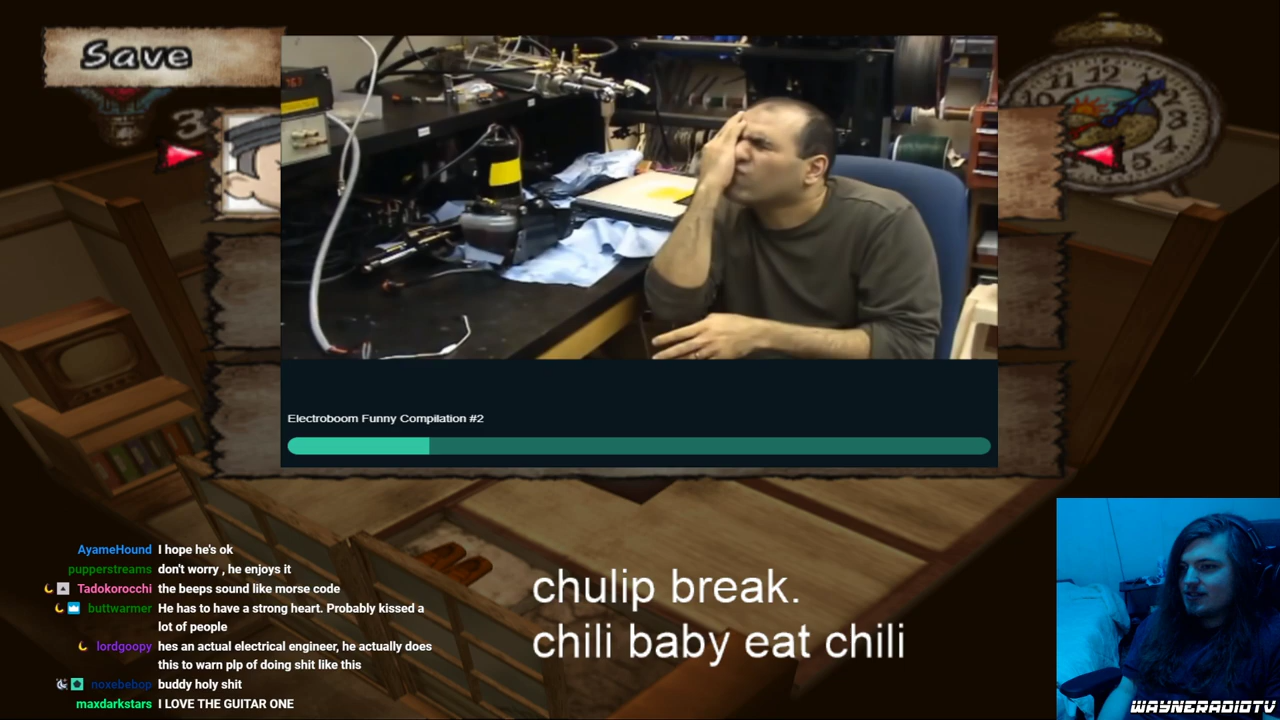 Save
Electroboom Funny Compilation #2
AyameHound I hope he's ok
pupperstreams don't worry , he enjoys it
Tadokorocchi the beeps sound like morse code
buttwarmer He has to have a strong heart. Probably kissed a
lot of people
lordgoopy hes an actual electrical engineer, he actually does
this to warn plp of doing shit like this
noxebebop buddy holy shit
maxdarkstars I LOVE THE GUITAR ONE
chulip break.
chili baby eat chili
WAYNERADIOTV